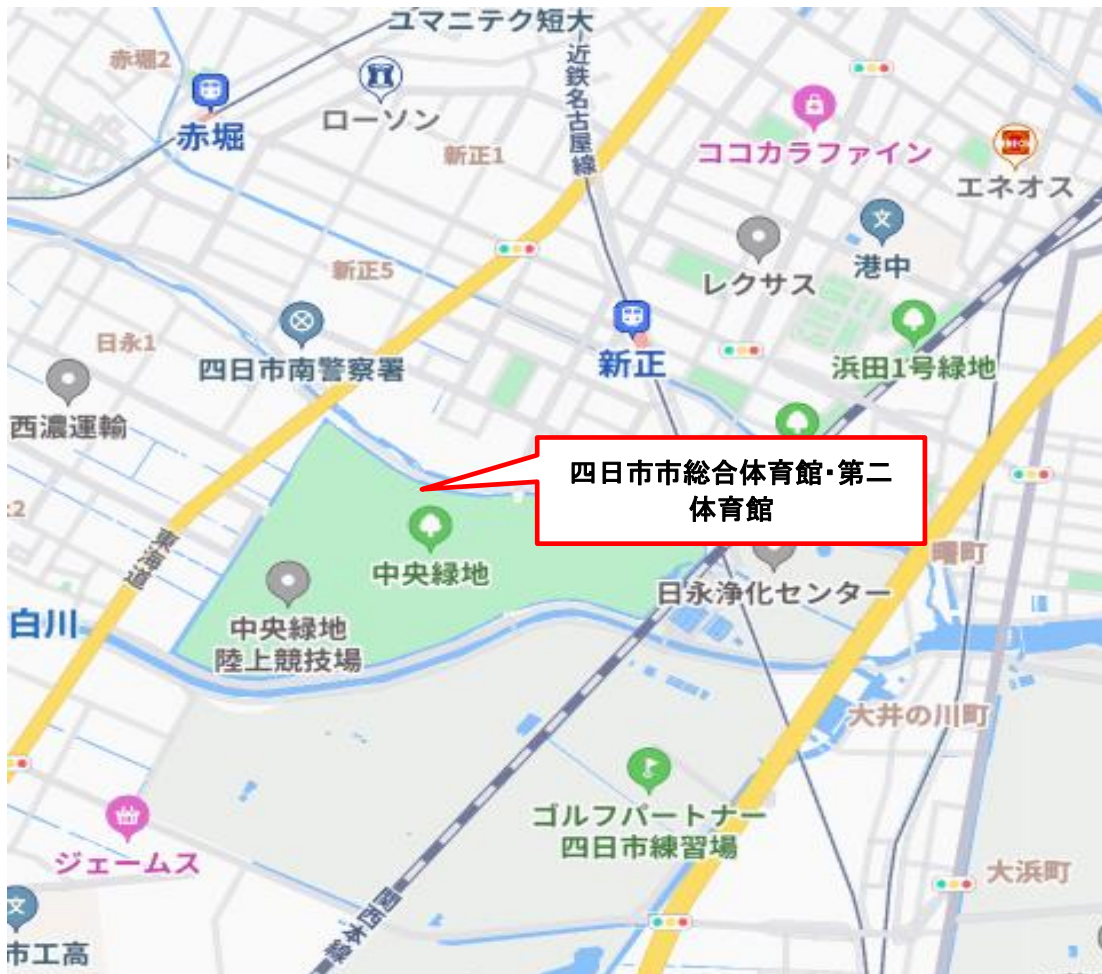 ユマニテク短大
赤堀2
近鉄名古屋線
ローソン
赤堀
新正1
ココカラファイン
エネオス
文
港中
新正5
レクサス
日永1
四日市南警察署
新正
浜田1号緑地
西濃運輸
四日市市総合体育館・第二
体育館
2
東海道
中央緑地
曙町
日永浄化センター
白川
中央緑地
陸上競技場
大井の川町
ゴルフパートナー
四日市練習場
ジェームス
大浜町
関西本線
文
市工高